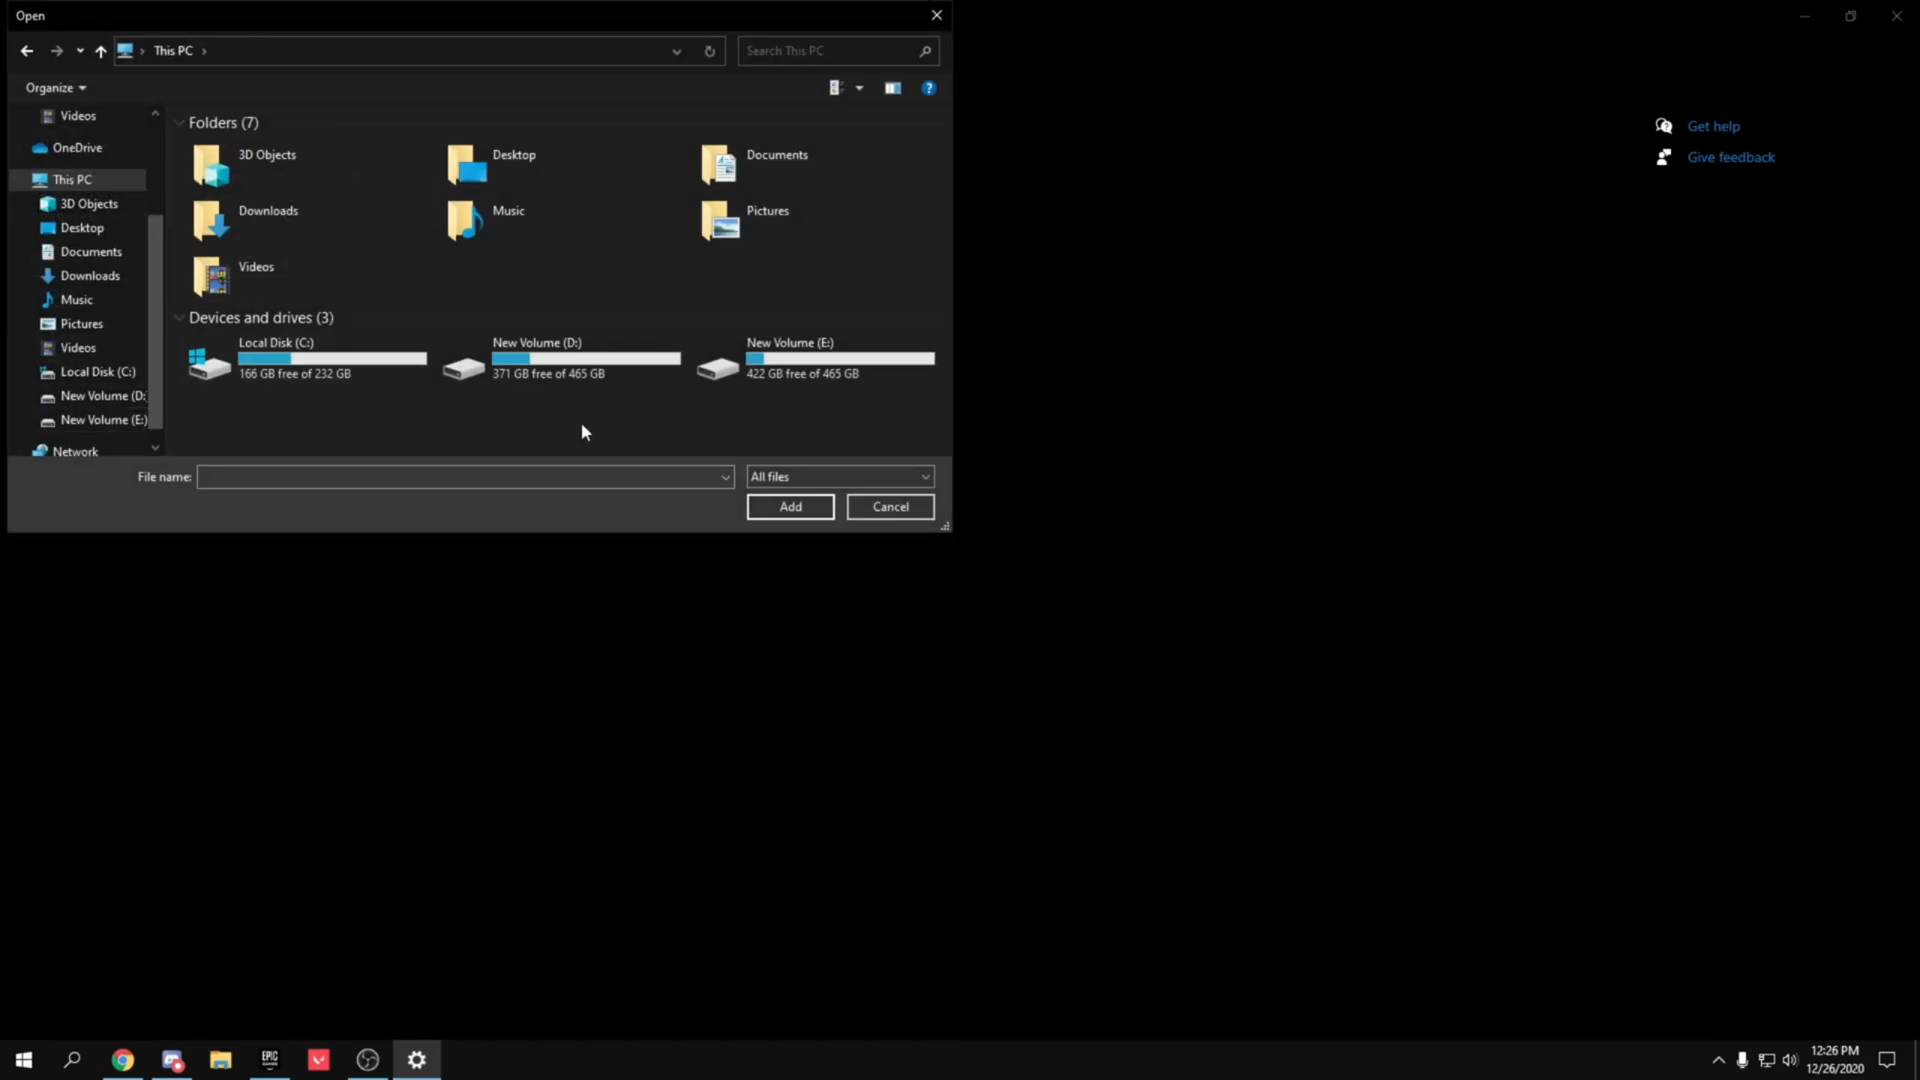 Open
This PC
Search This PC
Organize
Videos
OneDrive
This PC
3D Objects
Desktop
Documents
Downloads
Music
Pictures
Videos
Local Disk (C:)
New Volume (D:
New Volume (E:)
Network
Folders (7)
3D Objects
Desktop
Documents
Downloads
Music
Pictures
Videos
Devices and drives (3)
Local Disk (C:)
166 GB free of 232 GB
New Volume (D:)
371 GB free of 465 GB
New Volume (E:)
422 GB free of 465 GB
File name:
All files
Add
Cancel
Get help
Give feedback
EPIC
GAMES
12:26 PM
12/26/2020